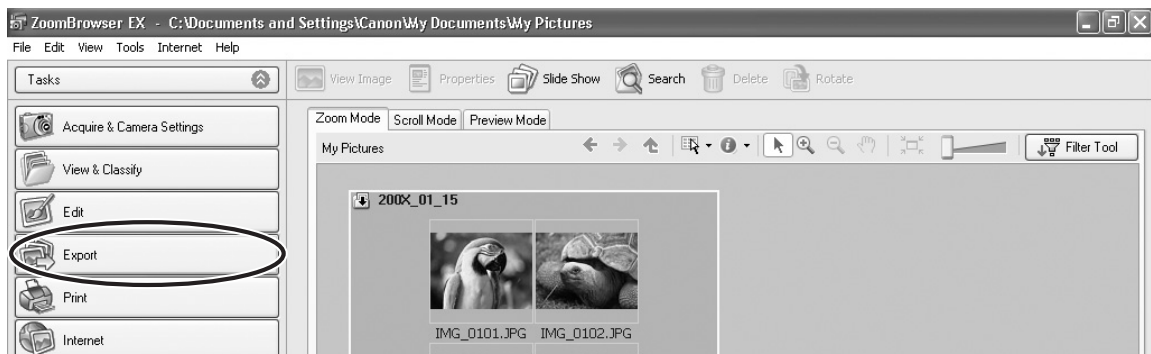 ZoomBrowser EX - C:\Documents and Settings\Canon\My Documents\My Pictures
File Edit View Tools Internet Help
Tasks
View Image Properties Slide Show Search Delete Rotate
Acquire & Camera Settings
View & Classify
Edit
Export
Print
Internet
Zoom Mode Scroll Mode Preview Mode
My Pictures
Filter Tool
200X_01_15
IMG_0101.JPG IMG_0102.JPG